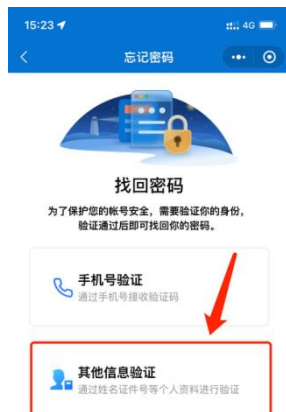 15:23 4G
忘记密码
找回密码
为了保护您的帐号安全，需要验证你的身份，
验证通过后即可找回你的密码。
手机号验证
通过手机号接收验证码
其他信息验证
通过姓名证件号等个人资料进行验证